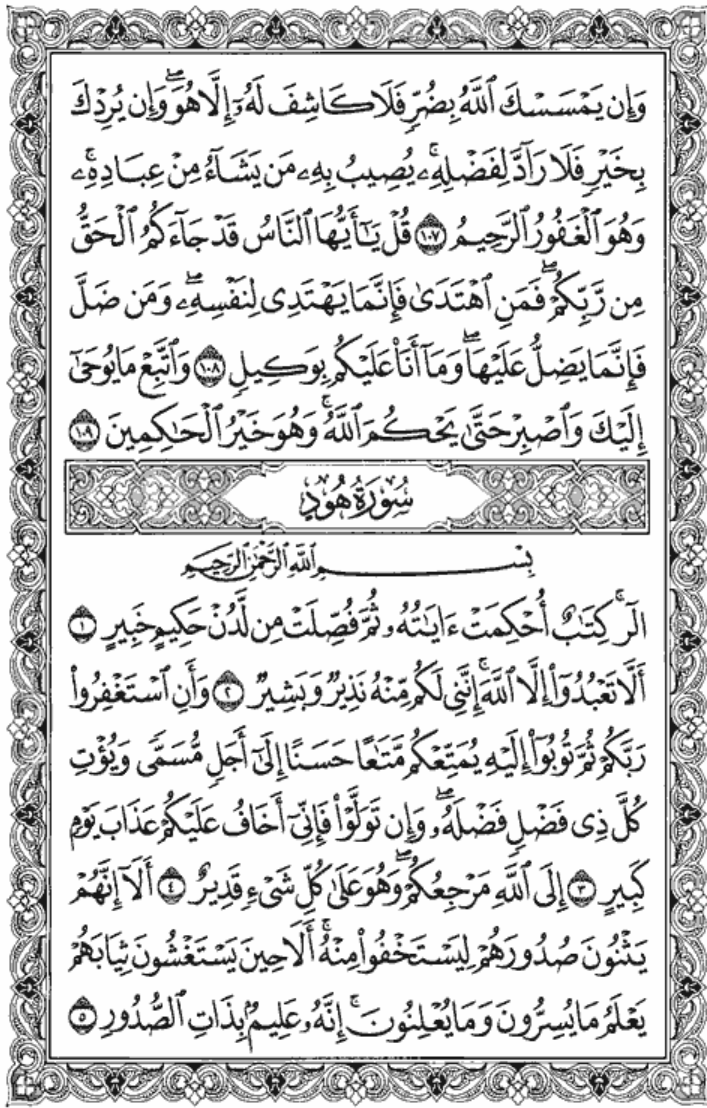 وَإِن يَمْسَسْكَ ٱللَّهُ بِضُرٍّ فَلَا كَاشِفَ لَهُۥٓ إِلَّا هُوَۖ وَإِن يُرِدْكَ
بِخَيْرٍ فَلَا رَآدَّ لِفَضْلِهِۦۚ يُصِيبُ بِهِۦ مَن يَشَآءُ مِنْ عِبَادِهِۦۚ
وَهُوَ ٱلْغَفُورُ ٱلرَّحِيمُ ١٠٧ قُلْ يَٰٓأَيُّهَا ٱلنَّاسُ قَدْ جَآءَكُمُ ٱلْحَقُّ
مِن رَّبِّكُمْۖ فَمَنِ ٱهْتَدَىٰ فَإِنَّمَا يَهْتَدِى لِنَفْسِهِۦۖ وَمَن ضَلَّ
فَإِنَّمَا يَضِلُّ عَلَيْهَاۖ وَمَآ أَنَا۠ عَلَيْكُم بِوَكِيلٍ ١٠٨ وَٱتَّبِعْ مَا يُوحَىٰٓ
إِلَيْكَ وَٱصْبِرْ حَتَّىٰ يَحْكُمَ ٱللَّهُۚ وَهُوَ خَيْرُ ٱلْحَٰكِمِينَ ١٠٩
سُورَةُ هُودٍ
بِسْمِ ٱللَّهِ ٱلرَّحْمَٰنِ ٱلرَّحِيمِ
الٓرۚ كِتَٰبٌ أُحْكِمَتْ ءَايَٰتُهُۥ ثُمَّ فُصِّلَتْ مِن لَّدُنْ حَكِيمٍ خَبِيرٍ ١
أَلَّا تَعْبُدُوٓا۟ إِلَّا ٱللَّهَۚ إِنَّنِى لَكُم مِّنْهُ نَذِيرٌ وَبَشِيرٌ ٢ وَأَنِ ٱسْتَغْفِرُوا۟
رَبَّكُمْ ثُمَّ تُوبُوٓا۟ إِلَيْهِ يُمَتِّعْكُم مَّتَٰعًا حَسَنًا إِلَىٰٓ أَجَلٍ مُّسَمًّى وَيُؤْتِ
كُلَّ ذِى فَضْلٍ فَضْلَهُۥۖ وَإِن تَوَلَّوْا۟ فَإِنِّىٓ أَخَافُ عَلَيْكُمْ عَذَابَ يَوْمٍ
كَبِيرٍ ٣ إِلَى ٱللَّهِ مَرْجِعُكُمْۖ وَهُوَ عَلَىٰ كُلِّ شَىْءٍ قَدِيرٌ ٤ أَلَآ إِنَّهُمْ
يَثْنُونَ صُدُورَهُمْ لِيَسْتَخْفُوا۟ مِنْهُۚ أَلَا حِينَ يَسْتَغْشُونَ ثِيَابَهُمْ
يَعْلَمُ مَا يُسِرُّونَ وَمَا يُعْلِنُونَۚ إِنَّهُۥ عَلِيمٌۢ بِذَاتِ ٱلصُّدُورِ ٥